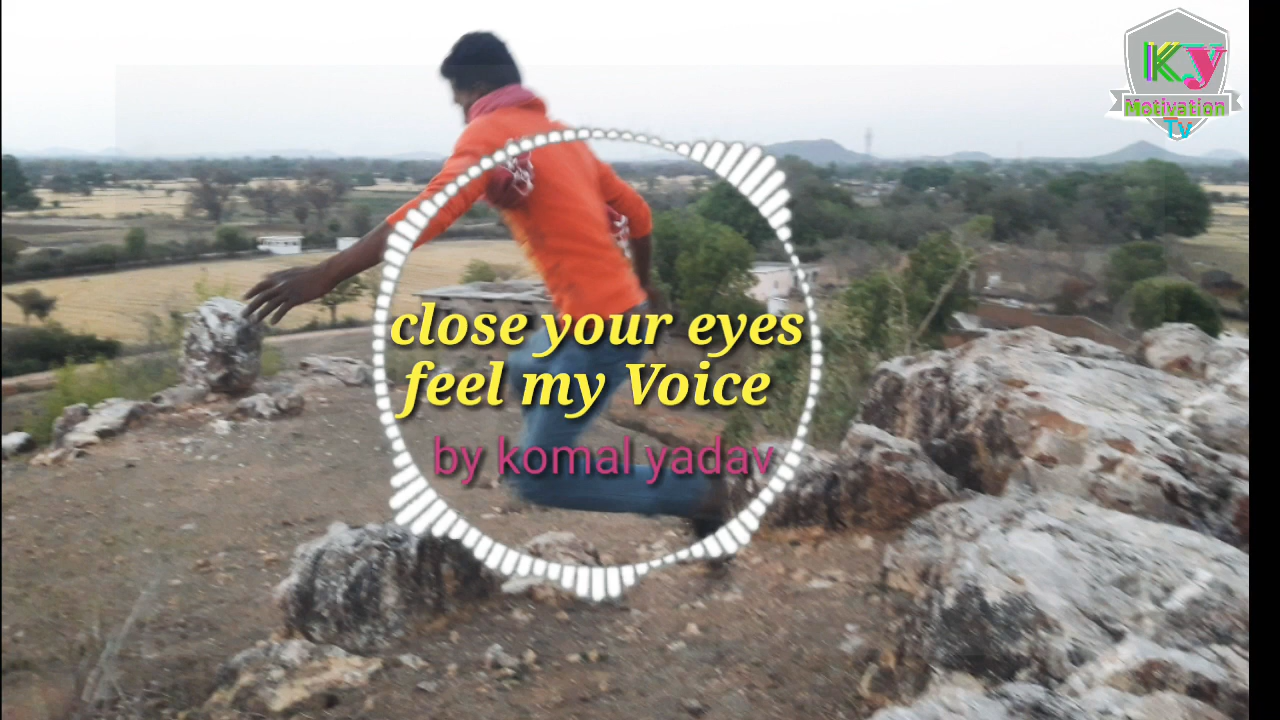 Ky
Motivation
Tv
close your eyes
feel my Voice
by komal yadav